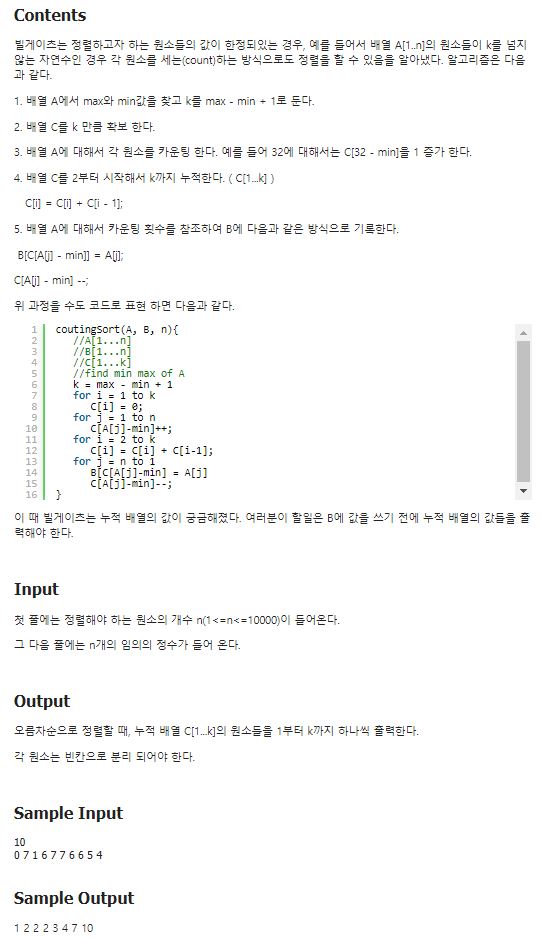 Contents
빌게이츠는 정렬하고자 하는 원소들의 값이 한정되있는 경우, 예를 들어서 배열 A[1..n]의 원소들이 k를 넘지
않는 자연수인 경우 각 원소를 세는(count)하는 방식으로도 정렬을 할 수 있음을 알아냈다. 알고리즘은 다음
과 같다.
1. 배열 A에서 max와 min값을 찾고 k를 max - min + 1로 둔다.
2. 배열 C를 k 만큼 확보 한다.
3. 배열 A에 대해서 각 원소를 카운팅 한다. 예를 들어 32에 대해서는 C[32 - min]을 1 증가 한다.
4. 배열 C를 2부터 시작해서 k까지 누적한다. ( C[1...k] )
C[i] = C[i] + C[i - 1];
5. 배열 A에 대해서 카운팅 횟수를 참조하여 B에 다음과 같은 방식으로 기록한다.
B[C[A[j] - min]] = A[j];
C[A[j] - min] --;
위 과정을 수도 코드로 표현 하면 다음과 같다.
1 coutingSort(A, B, n){
2 //A[1...n]
3 //B[1...n]
4 //C[1...k]
5 //find min max of A
6 k = max - min + 1
7 for i = 1 to k
8 C[i] = 0;
9 for j = 1 to n
10 C[A[j]-min]++;
11 for i = 2 to k
12 C[i] = C[i] + C[i-1];
13 for j = n to 1
14 B[C[A[j]-min] = A[j]
15 C[A[j]-min]--;
16 }
이 때 빌게이츠는 누적 배열의 값이 궁금해졌다. 여러분이 할일은 B에 값을 쓰기 전에 누적 배열의 값들을 출
력해야 한다.
Input
첫 줄에는 정렬해야 하는 원소의 개수 n(1<=n<=10000)이 들어온다.
그 다음 줄에는 n개의 임의의 정수가 들어 온다.
Output
오름차순으로 정렬할 때, 누적 배열 C[1...k]의 원소들을 1부터 k까지 하나씩 출력한다.
각 원소는 빈칸으로 분리 되어야 한다.
Sample Input
10
0 7 1 6 7 7 6 6 5 4
Sample Output
1 2 2 2 3 4 7 10